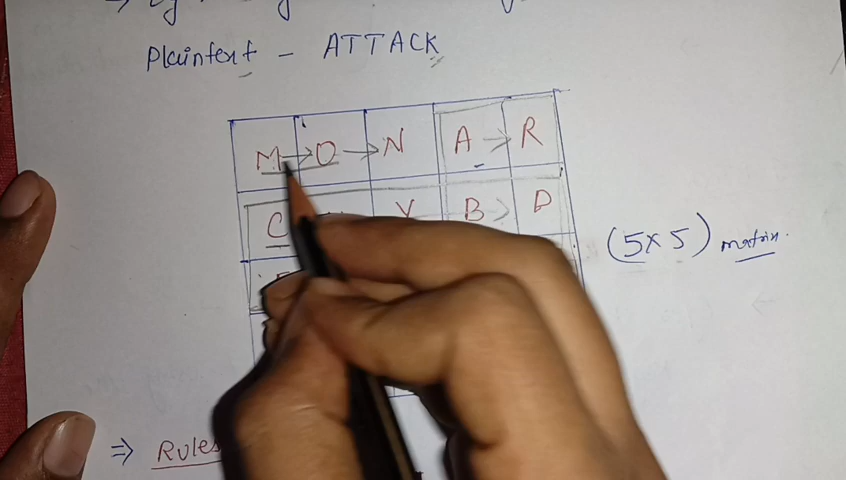 Plaintext - ATTACK
M O N A R
C Y B D
(5x5) matrix.
⇒ Rules